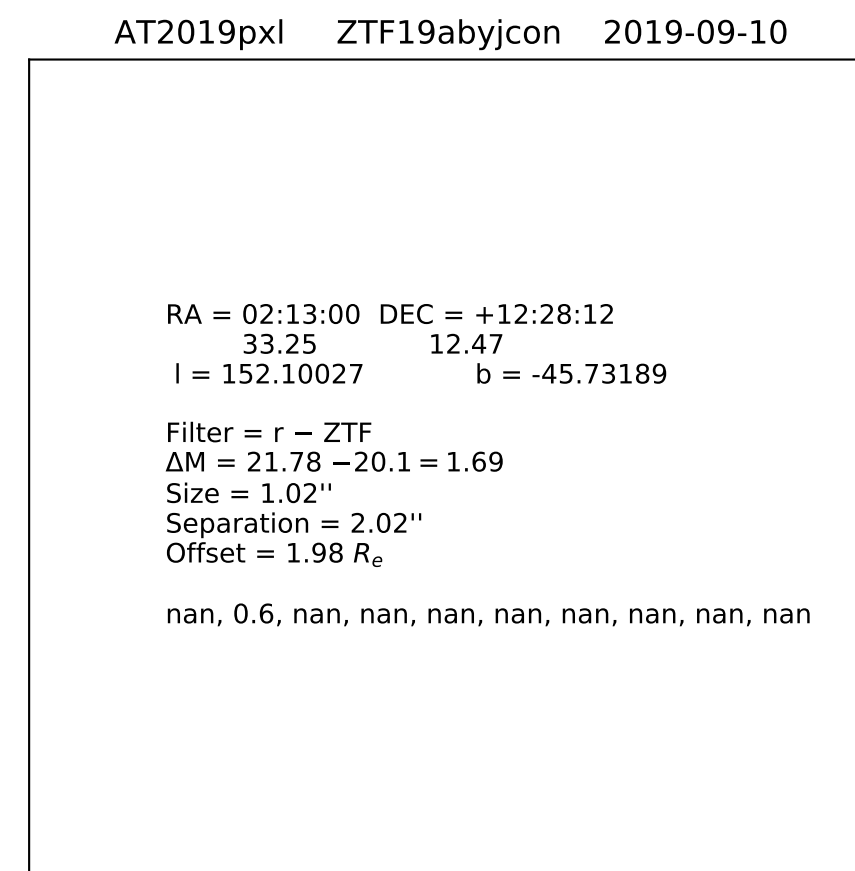 AT2019pxl ZTF19abyjcon 2019-09-10
RA = 02:13:00 DEC = +12:28:12
33.25 12.47
l = 152.10027 b = -45.73189
Filter = r − ZTF
ΔM = 21.78 −20.1 = 1.69
Size = 1.02''
Separation = 2.02''
Offset = 1.98 Re
nan, 0.6, nan, nan, nan, nan, nan, nan, nan, nan